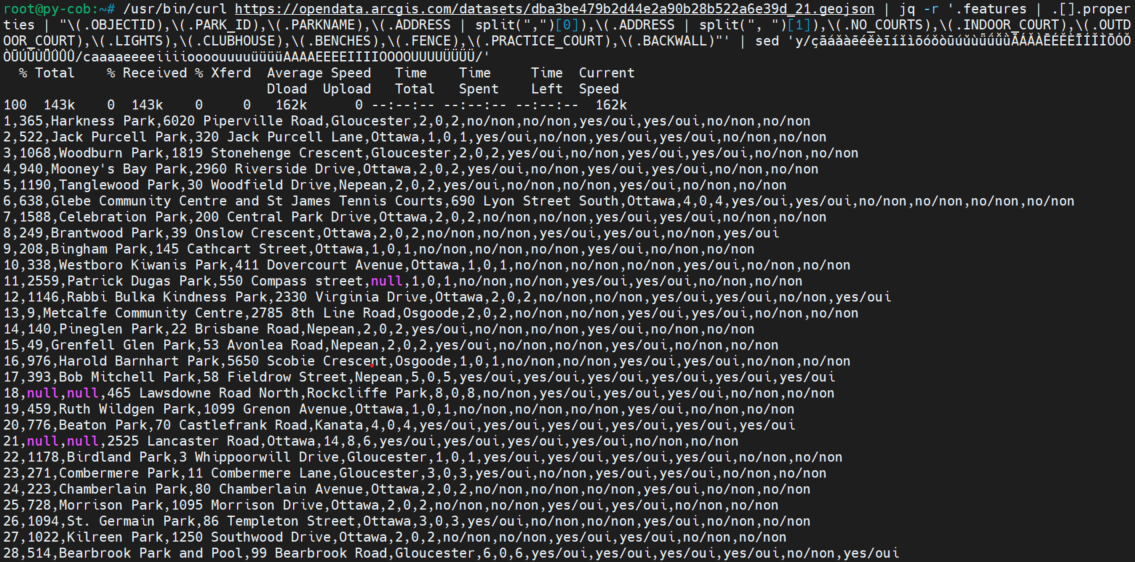 root@py-cob:~# /usr/bin/curl https://opendata.arcgis.com/datasets/dba3be479b2d44e2a90b28b522a6e39d_21.geojson | jq -r '.features | .[].prope
rties | "\(.OBJECTID),\(.PARK_ID),\(.PARKNAME),\(.ADDRESS | split(",")[0]),\(.ADDRESS | split(", ")[1]),\(.NO_COURTS),\(.INDOOR_COURT),\(.OUT
DOOR_COURT),\(.LIGHTS),\(.CLUBHOUSE),\(.BENCHES),\(.FENCE),\(.PRACTICE_COURT),\(.BACKWALL)"' | sed
% Total % Received % Xferd Average Speed Time Time Time Current
Dload Upload Total Spent Left Speed
100 143k 0 143k 0 0 162k 0 --:--:-- --:--:-- --:--:-- 162k
1,365,Harkness Park,6020 Piperville Road,Gloucester,2,0,2,no/non,no/non,yes/oui,yes/oui,no/non,no/non
2,522,Jack Purcell Park,320 Jack Purcell Lane,Ottawa,1,0,1,yes/oui,no/non,yes/oui,yes/oui,no/non,no/non
3,1068,Woodburn Park,1819 Stonehenge Crescent,Gloucester,2,0,2,yes/oui,no/non,yes/oui,yes/oui,no/non,no/non
4,940,Mooney's Bay Park,2960 Riverside Drive,Ottawa,2,0,2,yes/oui,no/non,no/non,yes/oui,no/non,no/non
5,1190,Tanglewood Park,30 Woodfield Drive,Nepean,2,0,2,yes/oui,no/non,no/non,yes/oui,no/non,no/non
6,638,Glebe Community Centre and St James Tennis Courts,690 Lyon Street South,Ottawa,4,0,4,yes/oui,yes/oui,no/non,no/non,no/non,no/non
7,1588,Celebration Park,200 Central Park Drive,Ottawa,2,0,2,yes/oui,no/non,no/non,yes/oui,no/non,no/non
8,249,Brantwood Park,39 Onslow Crescent,Ottawa,2,0,2,no/non,no/non,yes/oui,yes/oui,no/non,yes/oui
9,208,Bingham Park,145 Cathcart Street,Ottawa,1,0,1,no/non,no/non,no/non,yes/oui,no/non,no/non
10,338,Westboro Kiwanis Park,411 Dovercourt Avenue,Ottawa,1,0,1,no/non,no/non,no/non,yes/oui,no/non,no/non
11,2559,Patrick Dugas Park,550 Compass street,null,1,0,1,no/non,no/non,yes/oui,no/non,no/non,no/non
12,1146,Rabbi Bulka Kindness Park,2330 Virginia Drive,Ottawa,2,0,2,no/non,no/non,yes/oui,yes/oui,no/non,yes/oui
13,9,Metcalfe Community Centre,2785 8th Line Road,Osgoode,2,0,2,yes/oui,no/non,no/non,yes/oui,no/non,no/non
14,140,Pineglen Park,22 Brisbane Road,Nepean,2,0,2,yes/oui,no/non,no/non,yes/oui,no/non,no/non
15,49,Grenfell Glen Park,53 Avonlea Road,Nepean,2,0,2,no/non,no/non,yes/oui,yes/oui,no/non,no/non
16,976,Harold Barnhart Park,5650 Scobie Crescent,Osgoode,1,0,1,no/non,no/non,yes/oui,yes/oui,no/non,no/non
17,393,Bob Mitchell Park,58 Fieldrow Street,Nepean,5,0,5,yes/oui,yes/oui,yes/oui,yes/oui,yes/oui,yes/oui
18,null,null,465 Lawsdowne Road North,Rockcliffe Park,8,0,8,no/non,yes/oui,yes/oui,yes/oui,no/non,no/non
19,459,Ruth Wildgen Park,1099 Grenon Avenue,Ottawa,1,0,1,no/non,no/non,no/non,yes/oui,no/non,no/non
20,776,Beaton Park,70 Castlefrank Road,Kanata,4,0,4,yes/oui,yes/oui,yes/oui,yes/oui,yes/oui,yes/oui
21,null,null,2525 Lancaster Road,Ottawa,14,8,6,yes/oui,yes/oui,yes/oui,yes/oui,no/non,no/non
22,1178,Birdland Park,3 Whippoorwill Drive,Gloucester,1,0,1,yes/oui,no/non,yes/oui,yes/oui,no/non,no/non
23,271,Combermere Park,11 Combermere Lane,Gloucester,3,0,3,yes/oui,yes/oui,yes/oui,yes/oui,no/non,no/non
24,223,Chamberlain Park,80 Chamberlain Avenue,Ottawa,2,0,2,no/non,no/non,no/non,yes/oui,no/non,no/non
25,728,Morrison Park,1095 Morrison Drive,Ottawa,2,0,2,no/non,no/non,yes/oui,yes/oui,no/non,no/non
26,1094,St. Germain Park,86 Templeton Street,Ottawa,3,0,3,yes/oui,no/non,no/non,yes/oui,no/non,no/non
27,1022,Kilreen Park,1250 Southwood Drive,Ottawa,2,0,2,no/non,no/non,yes/oui,yes/oui,no/non,no/non
28,514,Bearbrook Park and Pool,99 Bearbrook Road,Gloucester,6,0,6,yes/oui,yes/oui,yes/oui,yes/oui,no/non,yes/oui